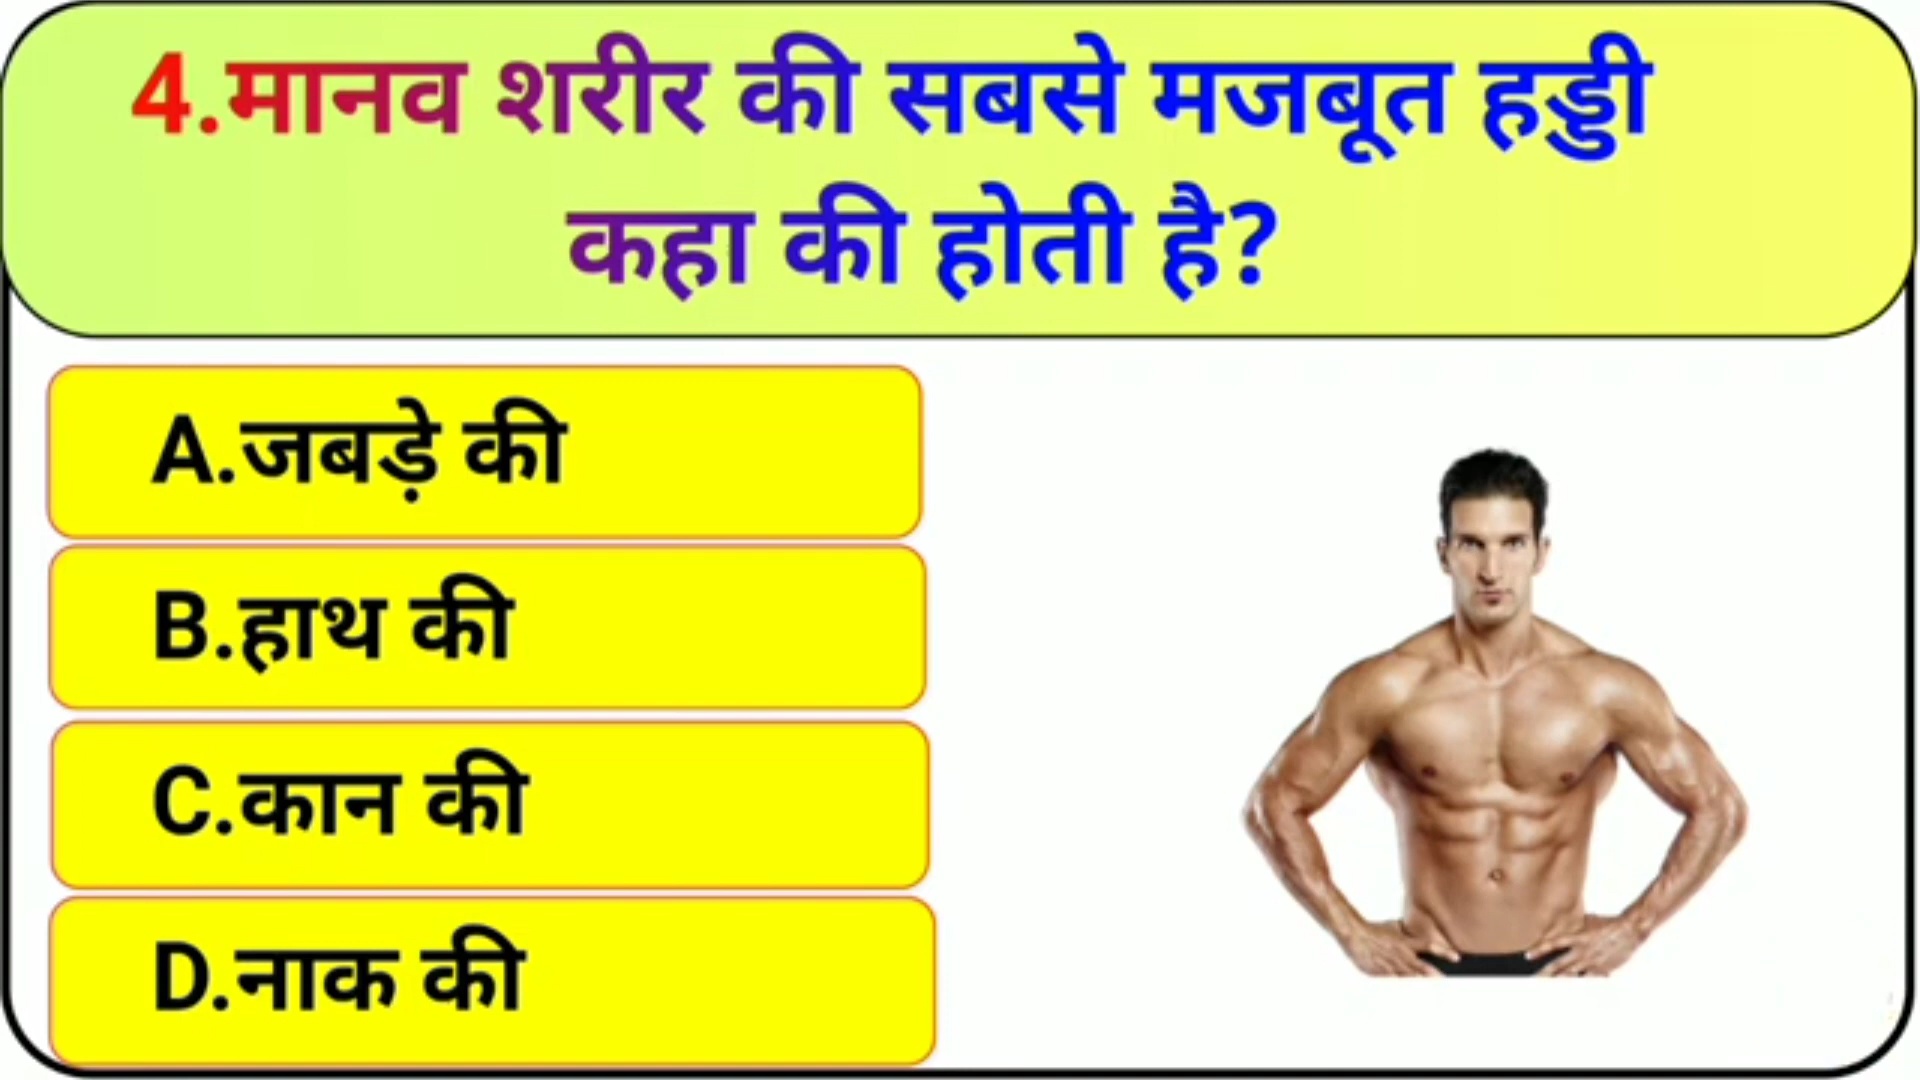 4.मानव शरीर की सबसे मजबूत हड्डी
कहा की होती है?
A.जबड़े की
B.हाथ की
C.कान की
D.नाक की